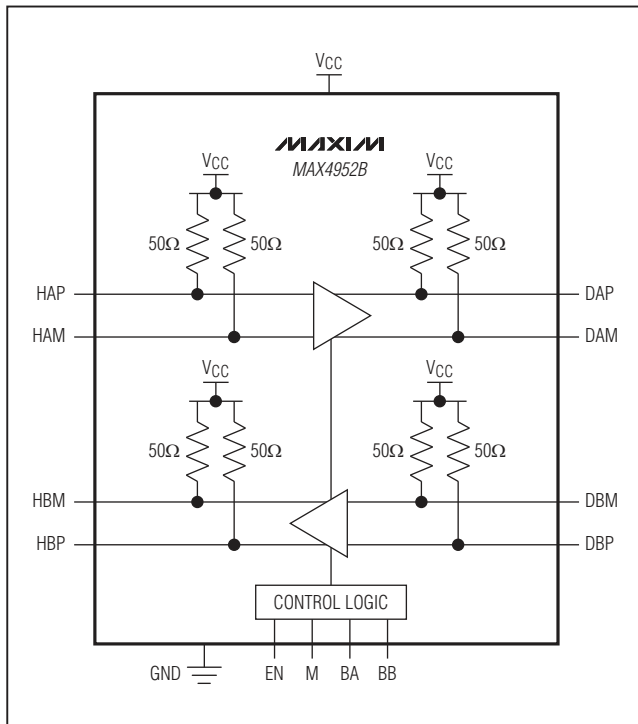 VCC
MAXIM
MAX4952B
VCC VCC
50Ω 50Ω 50Ω 50Ω
HAP DAP
HAM DAM
VCC VCC
50Ω 50Ω 50Ω 50Ω
HBM DBM
HBP DBP
CONTROL LOGIC
GND EN M BA BB